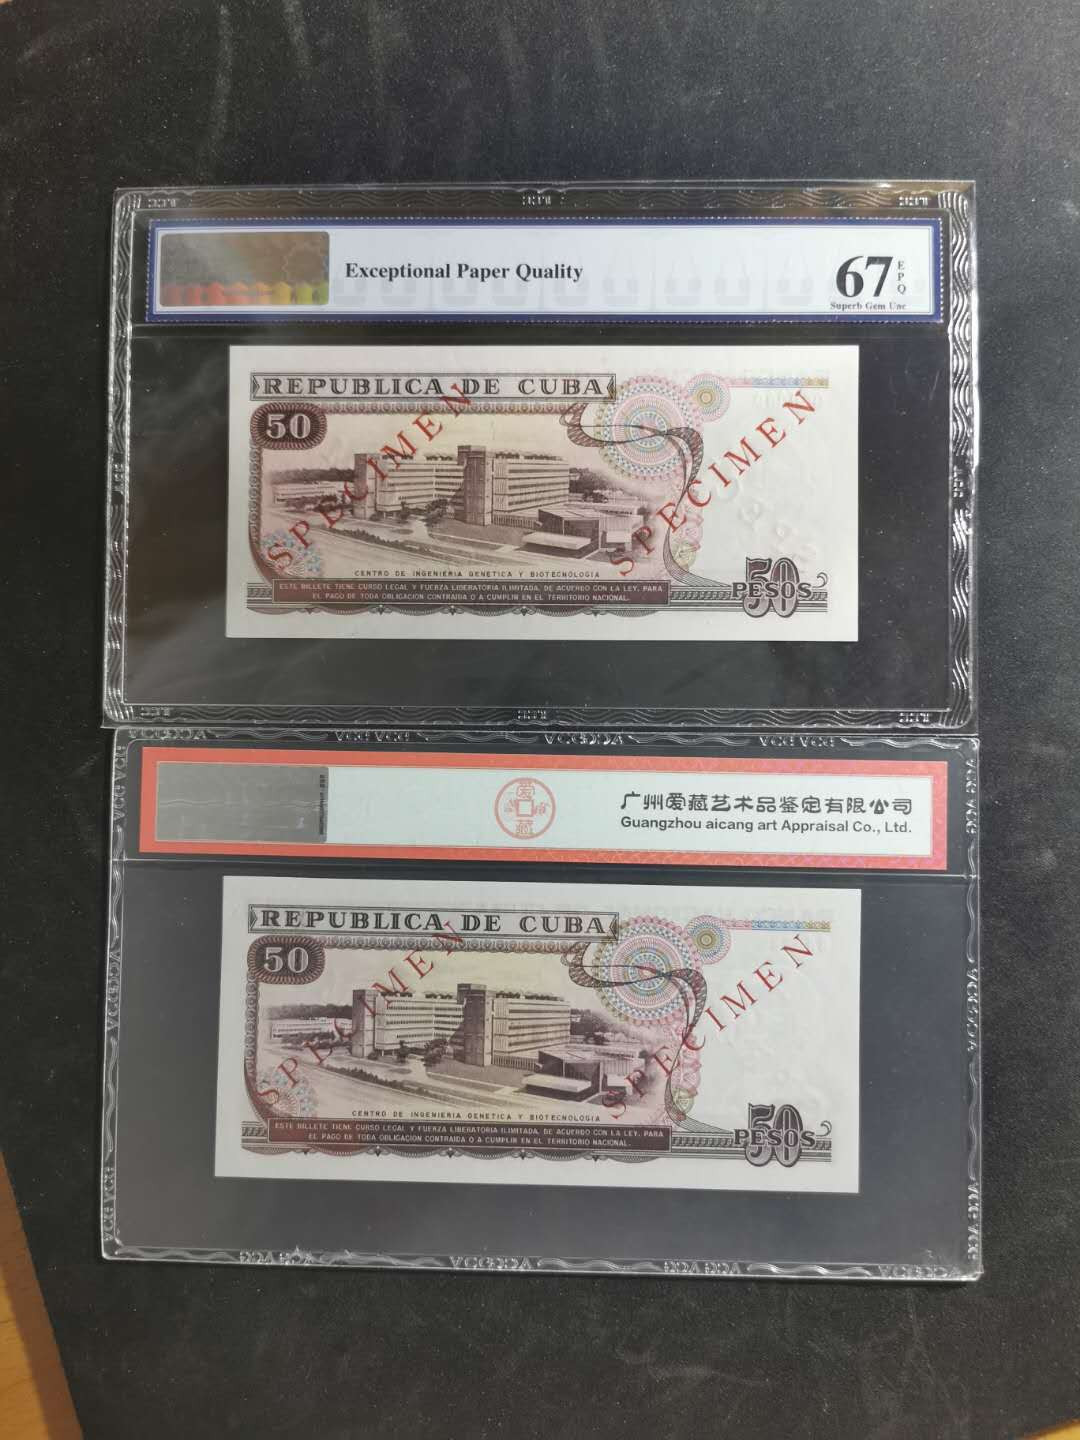 Exceptional Paper Quality
67 EPQ
Superb Gem Unc
REPUBLICA DE CUBA
50
SPECIMEN
SPECIMEN
CENTRO DE INGENIERIA GENETICA Y BIOTECNOLOGIA
ESTE BILLETE TIENE CURSO LEGAL Y FUERZA LIBERATORIA ILIMITADA, DE ACUERDO CON LA LEY, PARA
EL PAGO DE TODA OBLIGACION CONTRAIDA O A CUMPLIR EN EL TERRITORIO NACIONAL.
50
PESOS
爱藏
广州爱藏艺术品鉴定有限公司
Guangzhou aicang art Appraisal Co., Ltd.
REPUBLICA DE CUBA
50
SPECIMEN
SPECIMEN
CENTRO DE INGENIERIA GENETICA Y BIOTECNOLOGIA
ESTE BILLETE TIENE CURSO LEGAL Y FUERZA LIBERATORIA ILIMITADA, DE ACUERDO CON LA LEY, PARA
EL PAGO DE TODA OBLIGACION CONTRAIDA O A CUMPLIR EN EL TERRITORIO NACIONAL.
50
PESOS